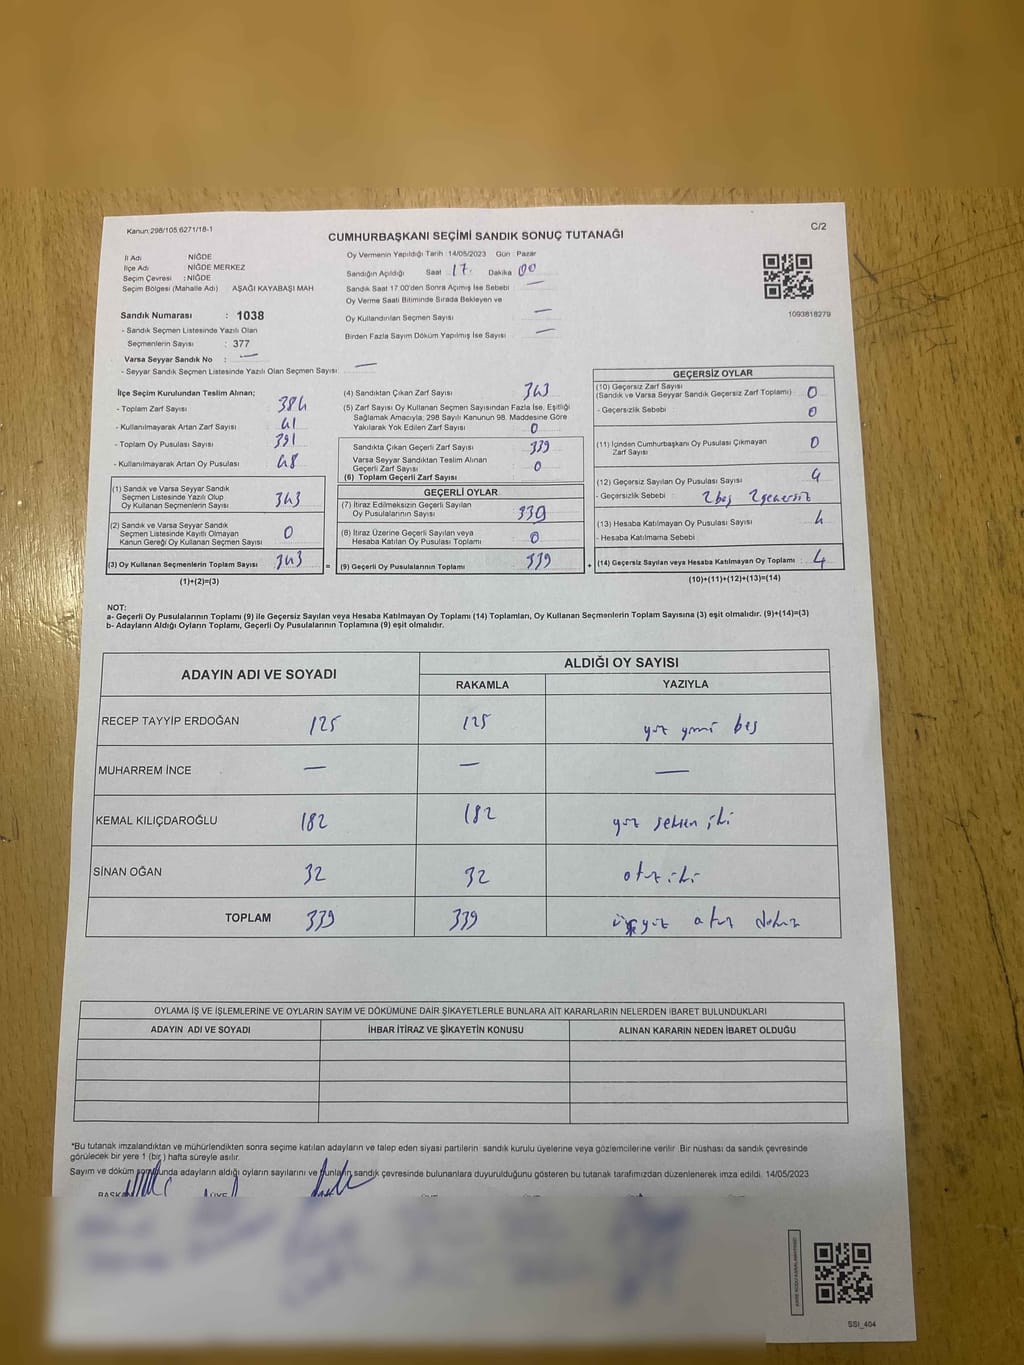 Kanun:298/105;6271/18-1
C/2
CUMHURBAŞKANI SEÇİMİ SANDIK SONUÇ TUTANAĞI
İl Adı NİĞDE
İlçe Adı NİĞDE MERKEZ
Seçim Çevresi : NİĞDE
Seçim Bölgesi (Mahalle Adı) AŞAĞI KAYABAŞI MAH
Oy Vermenin Yapıldığı Tarih :14/05/2023 Gün : Pazar
Sandığın Açıldığı Saat 17 Dakika 00
Sandık Saat 17:00'den Sonra Açmış İse Sebebi : —
Oy Verme Saati Bitiminde Sırada Bekleyen ve
Oy Kullandırılan Seçmen Sayısı —
Birden Fazla Sayım Döküm Yapılmış İse Sayısı —
1093818279
Sandık Numarası : 1038
- Sandık Seçmen Listesinde Yazılı Olan
Seçmenlerin Sayısı : 377
Varsa Seyyar Sandık No : —
- Seyyar Sandık Seçmen Listesinde Yazılı Olan Seçmen Sayısı: —
İlçe Seçim Kurulundan Teslim Alınan;
- Toplam Zarf Sayısı 384
- Kullanılmayarak Artan Zarf Sayısı 41
- Toplam Oy Pusulası Sayısı 391
- Kullanılmayarak Artan Oy Pusulası 48
(1) Sandık ve Varsa Seyyar Sandık
Seçmen Listesinde Yazılı Olup
Oy Kullanan Seçmenlerin Sayısı 343
(2) Sandık ve Varsa Seyyar Sandık
Seçmen Listesinde Kayıtlı Olmayan
Kanun Gereği Oy Kullanan Seçmen Sayısı 0
(3) Oy Kullanan Seçmenlerin Toplam Sayısı 343 =
(1)+(2)=(3)
(4) Sandıktan Çıkan Zarf Sayısı 343
(5) Zarf Sayısı Oy Kullanan Seçmen Sayısından Fazla İse, Eşitliği
Sağlamak Amacıyla; 298 Sayılı Kanunun 98. Maddesine Göre
Yakılarak Yok Edilen Zarf Sayısı 0
Sandıkta Çıkan Geçerli Zarf Sayısı 339
Varsa Seyyar Sandıktan Teslim Alınan
Geçerli Zarf Sayısı 0
(6) Toplam Geçerli Zarf Sayısı
GEÇERLİ OYLAR
(7) İtiraz Edilmeksizin Geçerli Sayılan
Oy Pusulalarının Sayısı 339
(8) İtiraz Üzerine Geçerli Sayılan veya
Hesaba Katılan Oy Pusulası Toplamı 0
(9) Geçerli Oy Pusulalarının Toplamı 339 +
GEÇERSİZ OYLAR
(10) Geçersiz Zarf Sayısı
(Sandık ve Varsa Seyyar Sandık Geçersiz Zarf Toplamı) 0
- Geçersizlik Sebebi 0
(11) İçinden Cumhurbaşkanı Oy Pusulası Çıkmayan
Zarf Sayısı 0
(12) Geçersiz Sayılan Oy Pusulası Sayısı 4
- Geçersizlik Sebebi : 2 boş 2 geçersiz
(13) Hesaba Katılmayan Oy Pusulası Sayısı 4
- Hesaba Katılmama Sebebi
(14) Geçersiz Sayılan veya Hesaba Katılmayan Oy Toplamı : 4
(10)+(11)+(12)+(13)=(14)
NOT:
a- Geçerli Oy Pusulalarının Toplamı (9) ile Geçersiz Sayılan veya Hesaba Katılmayan Oy Toplamı (14) Toplamları, Oy Kullanan Seçmenlerin Toplam Sayısına (3) eşit olmalıdır. (9)+(14)=(3)
b- Adayların Aldığı Oyların Toplamı, Geçerli Oy Pusulalarının Toplamına (9) eşit olmalıdır.
ADAYIN ADI VE SOYADI ALDIĞI OY SAYISI
RAKAMLA YAZIYLA
RECEP TAYYİP ERDOĞAN 125 125 yüz yirmi beş
MUHARREM İNCE — — —
KEMAL KILIÇDAROĞLU 182 182 yüz seksen iki
SİNAN OĞAN 32 32 otuz iki
TOPLAM 339 339 üçyüz otuz dokuz
OYLAMA İŞ VE İŞLEMLERİNE VE OYLARIN SAYIM VE DÖKÜMÜNE DAİR ŞİKAYETLERLE BUNLARA AİT KARARLARIN NELERDEN İBARET BULUNDUKLARI
ADAYIN ADI VE SOYADI İHBAR İTİRAZ VE ŞİKAYETİN KONUSU ALINAN KARARIN NEDEN İBARET OLDUĞU
*Bu tutanak imzalandıktan ve mühürlendikten sonra seçime katılan adayların ve talep eden siyasi partilerin sandık kurulu üyelerine veya gözlemcilerine verilir. Bir nüshası da sandık çevresinde
görülecek bir yere 1 (bir) hafta süreyle asılır.
Sayım ve döküm sonunda adayların aldığı oyların sayılarını ve bunların sandık çevresinde bulunanlara duyurulduğunu gösteren bu tutanak tarafımızdan düzenlenerek imza edildi. 14/05/2023
BAŞKAN ÜYE
SSI_404